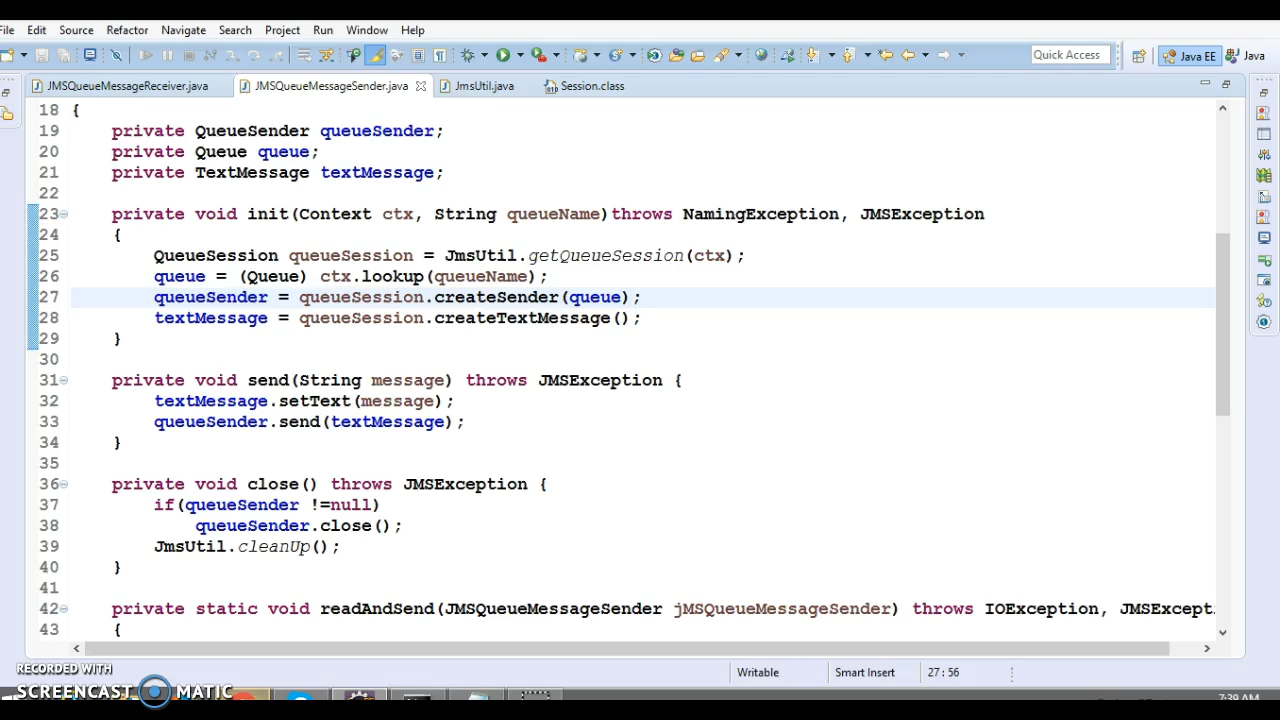 File Edit Source Refactor Navigate Search Project Run Window Help
Quick Access Java EE Java
JMSQueueMessageReceiver.java JMSQueueMessageSender.java JmsUtil.java Session.class
18 {
19 private QueueSender queueSender;
20 private Queue queue;
21 private TextMessage textMessage;
22
23 private void init(Context ctx, String queueName)throws NamingException, JMSException
24 {
25 QueueSession queueSession = JmsUtil.getQueueSession(ctx);
26 queue = (Queue) ctx.lookup(queueName);
27 queueSender = queueSession.createSender(queue);
28 textMessage = queueSession.createTextMessage();
29 }
30
31 private void send(String message) throws JMSException {
32 textMessage.setText(message);
33 queueSender.send(textMessage);
34 }
35
36 private void close() throws JMSException {
37 if(queueSender !=null)
38 queueSender.close();
39 JmsUtil.cleanUp();
40 }
41
42 private static void readAndSend(JMSQueueMessageSender jMSQueueMessageSender) throws IOException, JMSExcepti
43 {
RECORDED WITH
SCREENCAST MATIC
Writable Smart Insert 27 : 56
7:39 AM